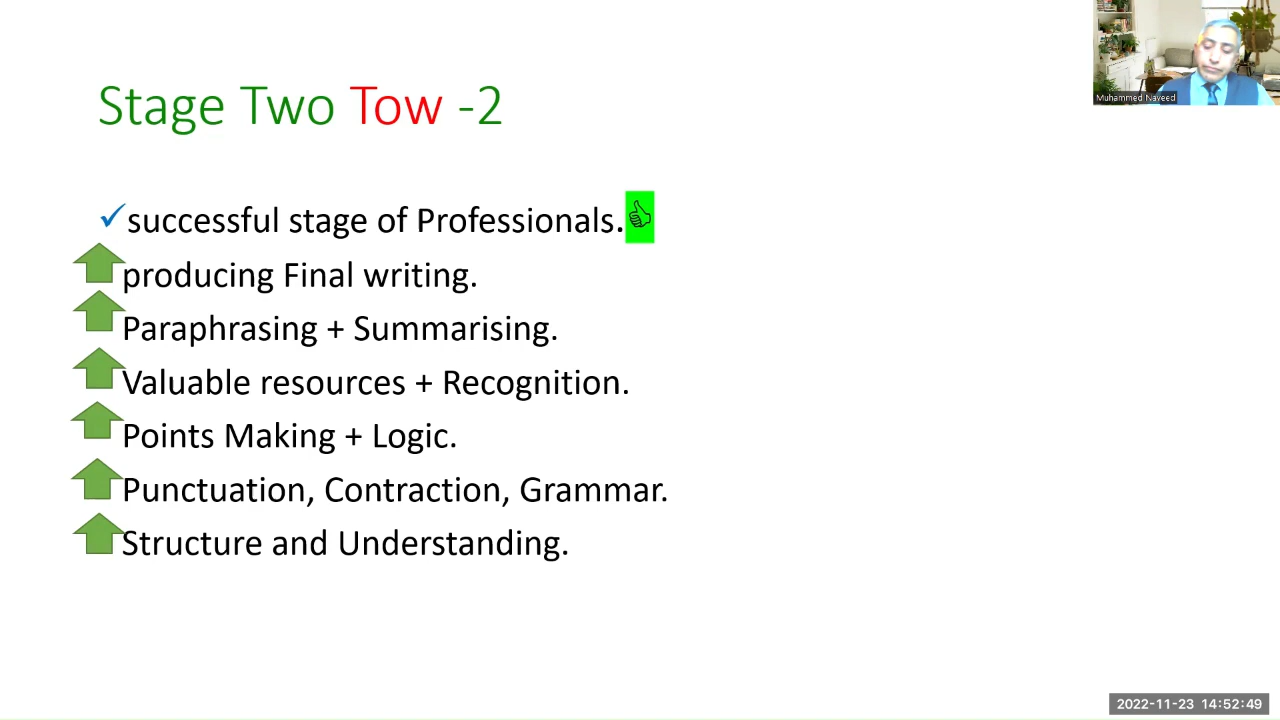 Muhammed Naveed
Stage Two Tow -2
successful stage of Professionals.
producing Final writing.
Paraphrasing + Summarising.
Valuable resources + Recognition.
Points Making + Logic.
Punctuation, Contraction, Grammar.
Structure and Understanding.
2022-11-23 14:52:49